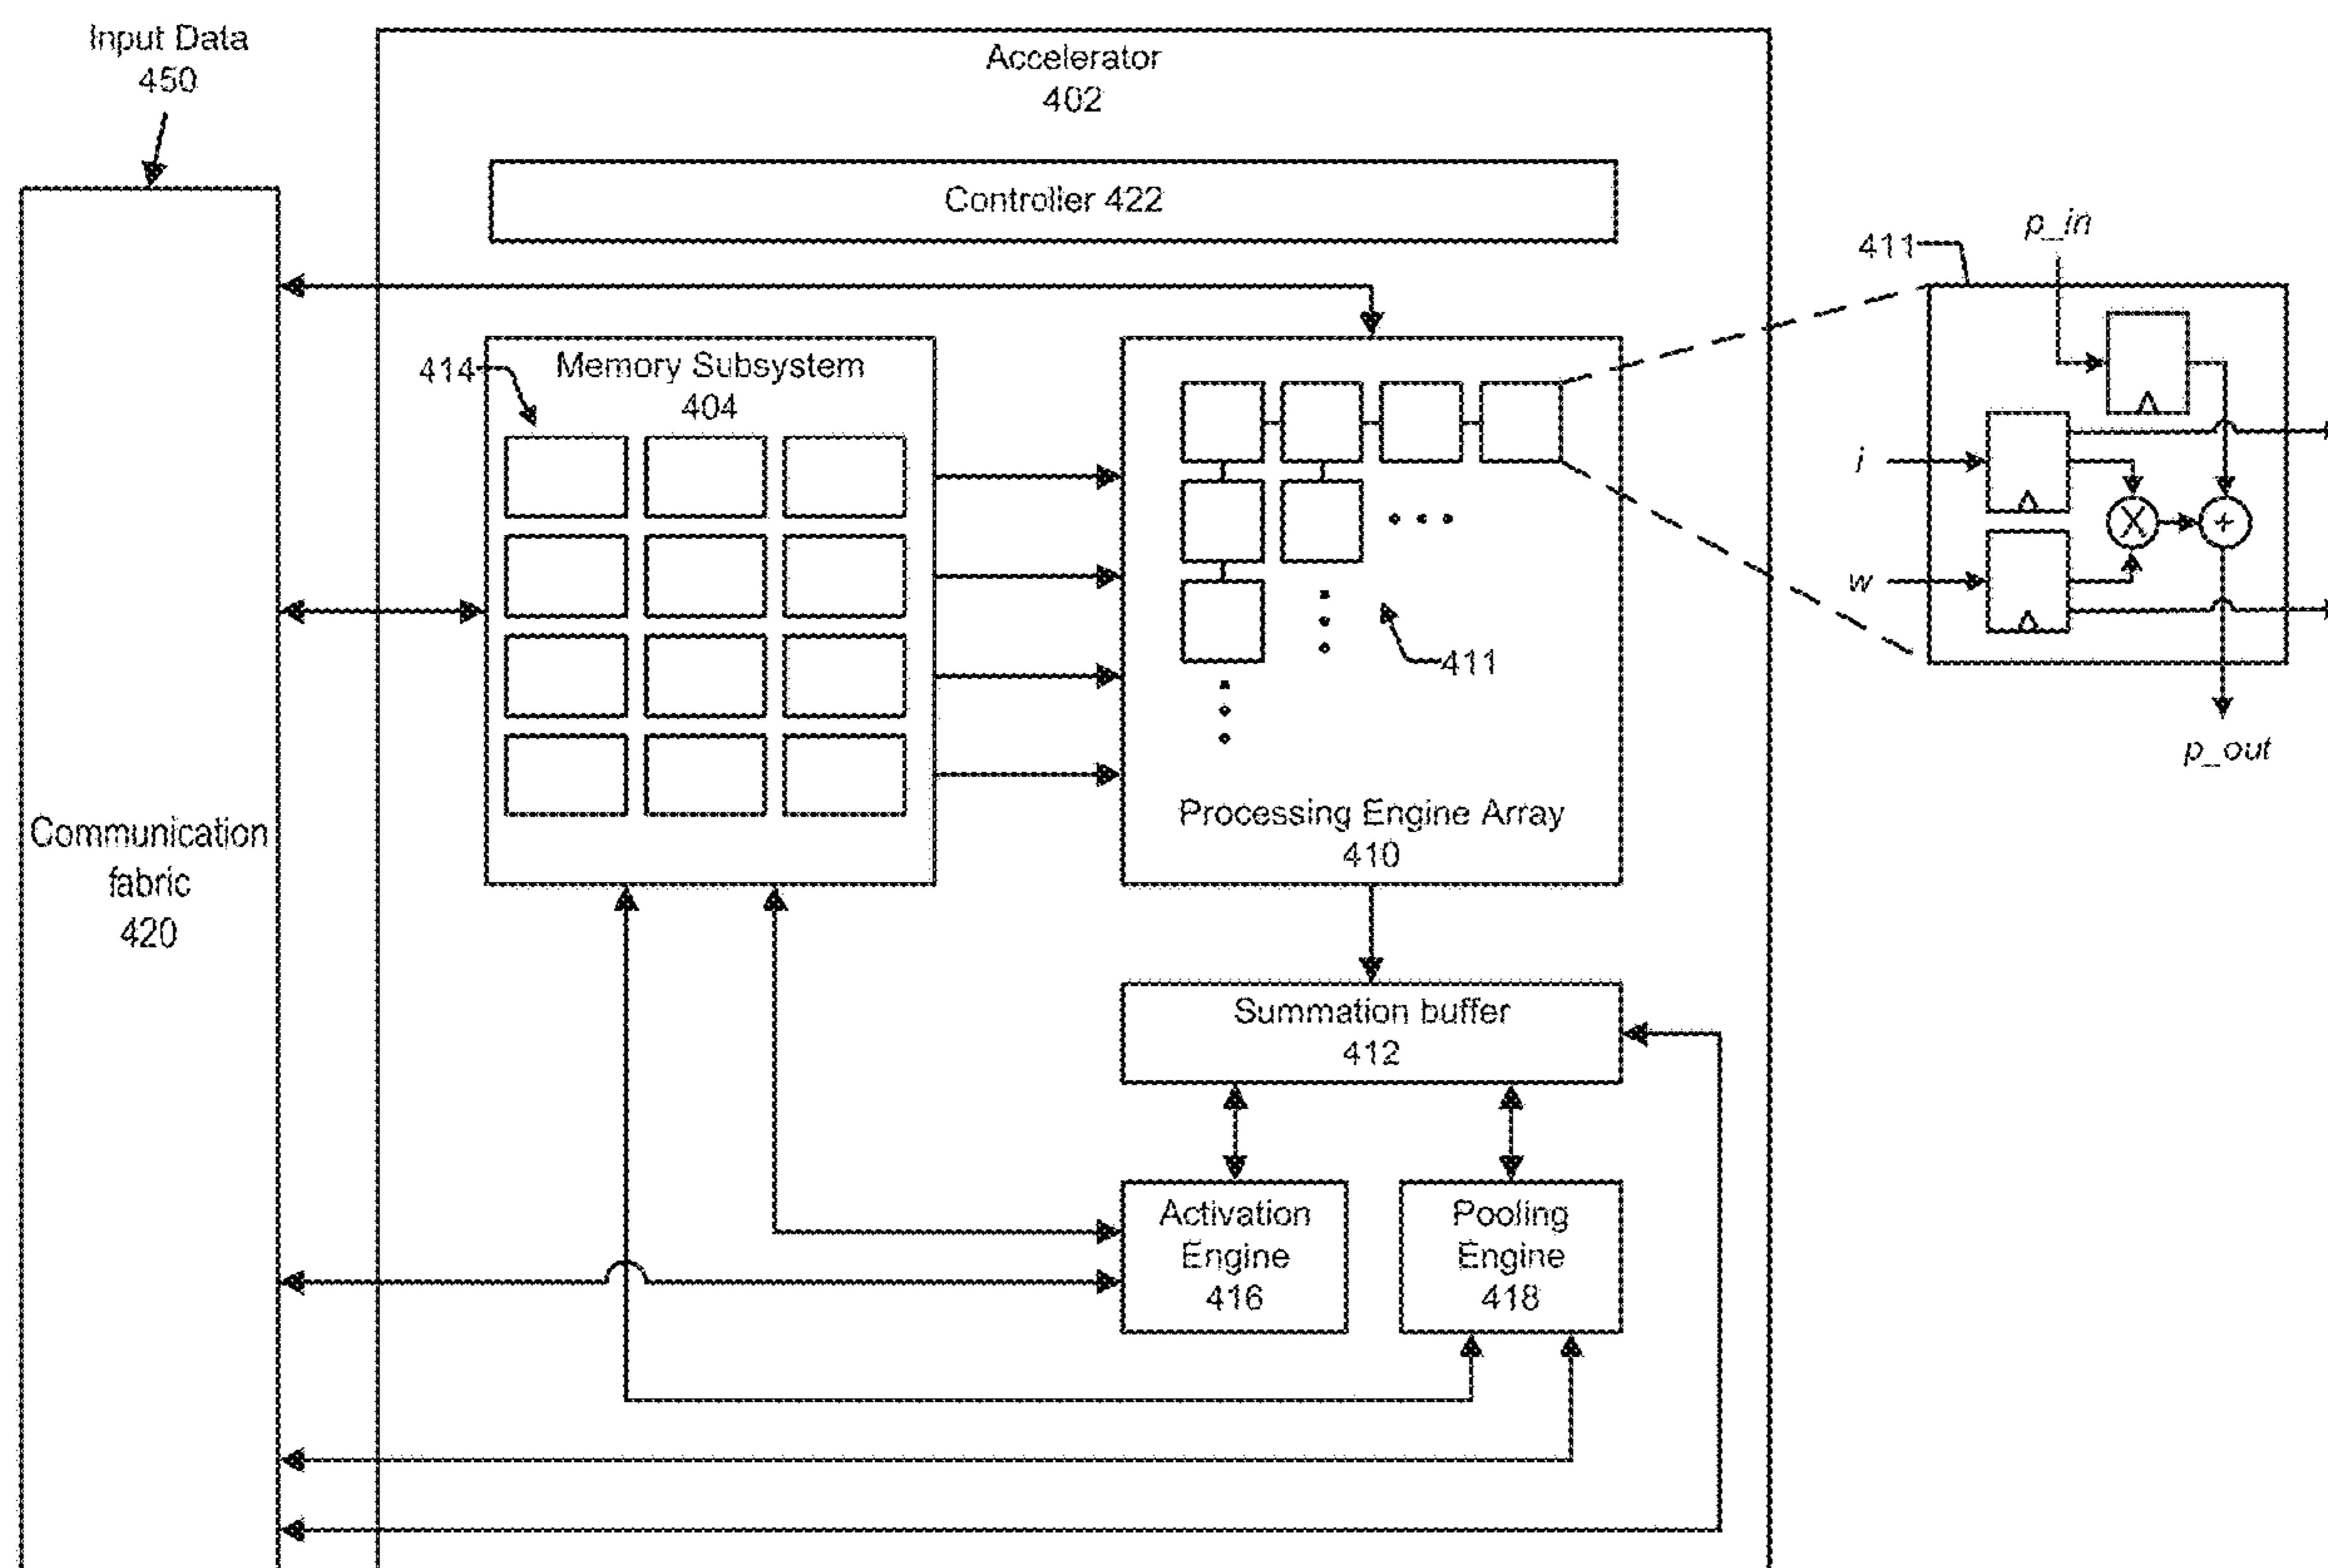 Input Data
450
Accelerator
402
Controller 422
411
p_in
414
Memory Subsystem
404
i
w
X
+
411
p_out
Processing Engine Array
410
Communication
fabric
420
Summation buffer
412
Activation
Engine
416
Pooling
Engine
418